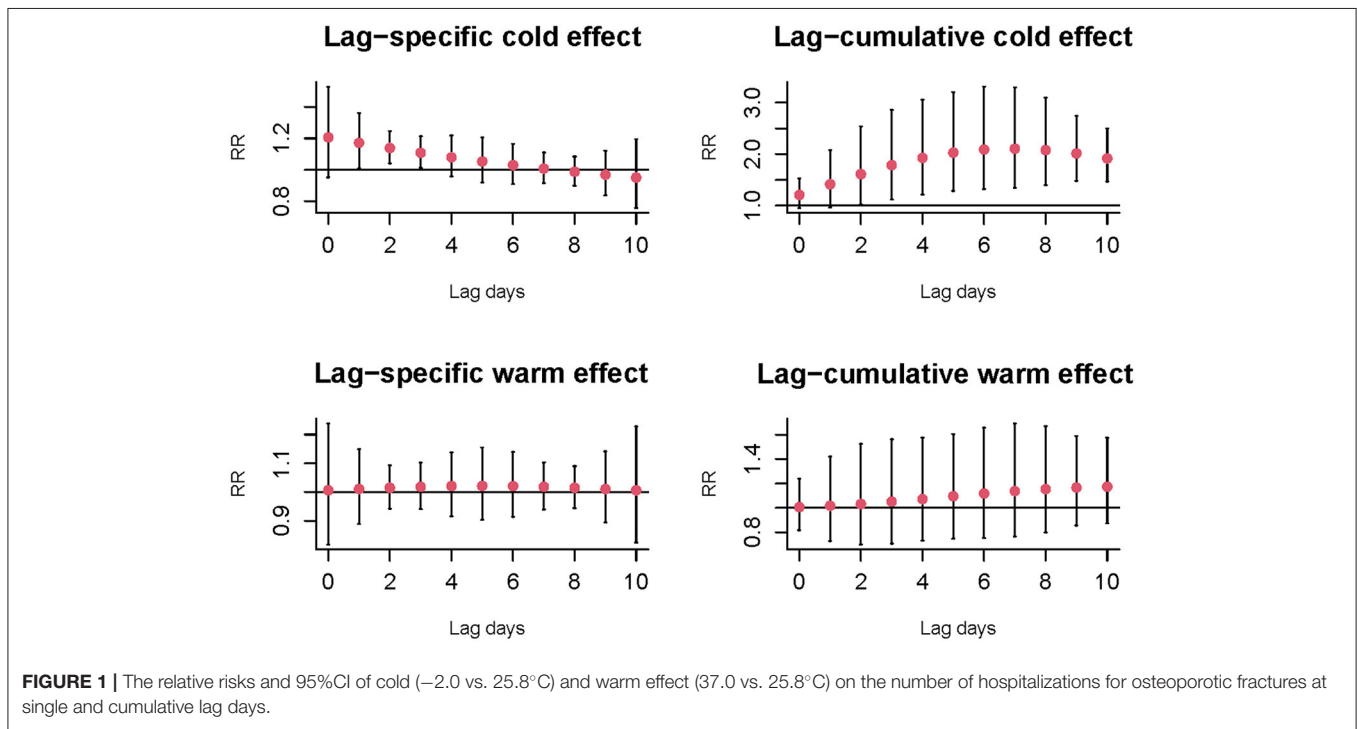 Lag−specific cold effect
RR
0.8 1.2
0 2 4 6 8 10
Lag days
Lag−cumulative cold effect
RR
1.0 2.0 3.0
0 2 4 6 8 10
Lag days
Lag−specific warm effect
RR
0.9 1.1
0 2 4 6 8 10
Lag days
Lag−cumulative warm effect
RR
0.8 1.4
0 2 4 6 8 10
Lag days
FIGURE 1 | The relative risks and 95%CI of cold (−2.0 vs. 25.8°C) and warm effect (37.0 vs. 25.8°C) on the number of hospitalizations for osteoporotic fractures at
single and cumulative lag days.